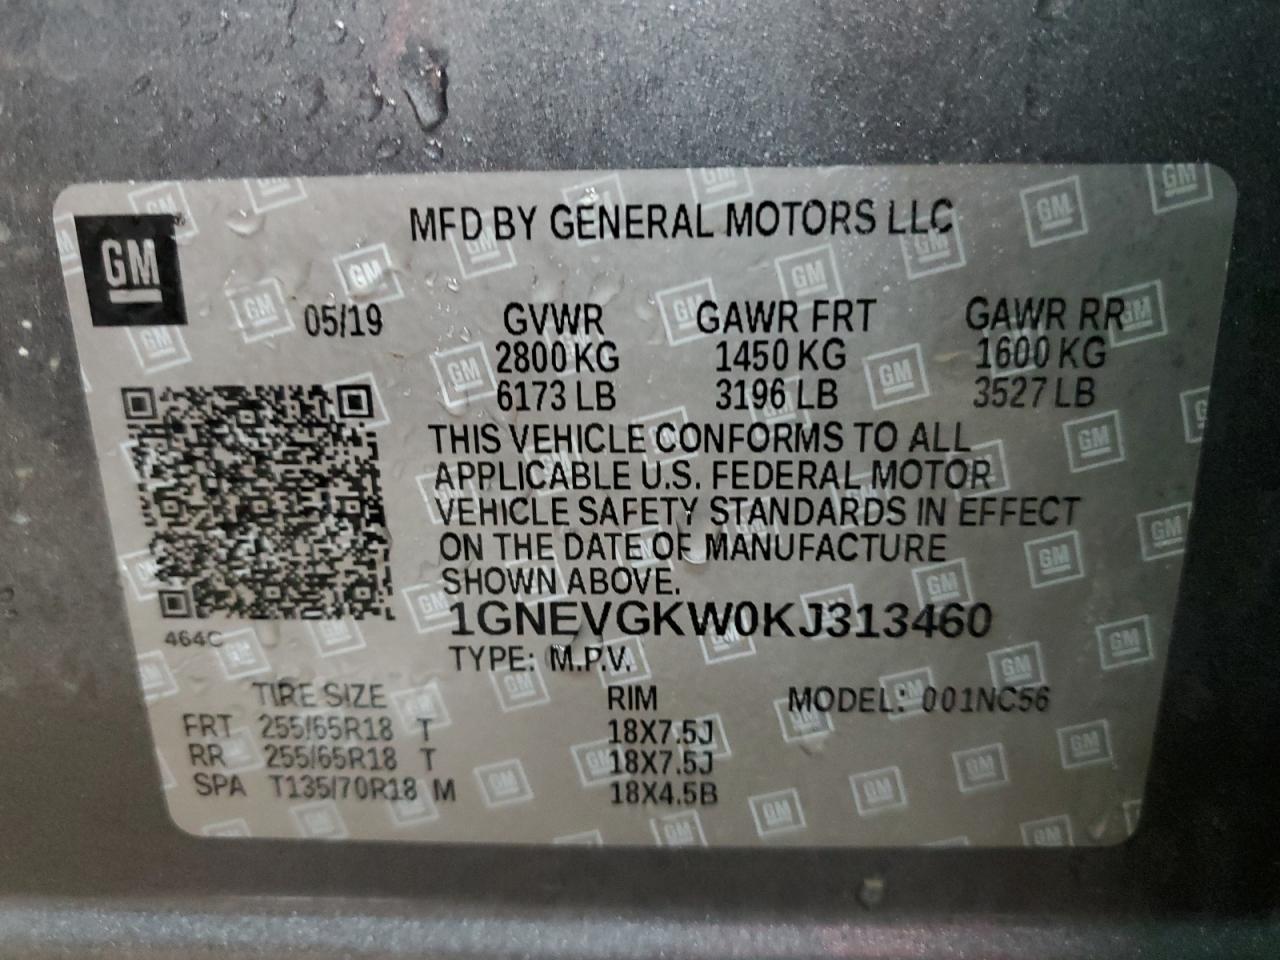 MFD BY GENERAL MOTORS LLC
GM
05/19
GVWR GAWR FRT GAWR RR
2800 KG 1450 KG 1600 KG
6173 LB 3196 LB 3527 LB
THIS VEHICLE CONFORMS TO ALL
APPLICABLE U.S. FEDERAL MOTOR
VEHICLE SAFETY STANDARDS IN EFFECT
ON THE DATE OF MANUFACTURE
SHOWN ABOVE.
1GNEVGKW0KJ313460
464C
TYPE: M.P.V.
TIRE SIZE RIM MODEL: 001NC56
FRT 255/65R18 T 18X7.5J
RR 255/65R18 T 18X7.5J
SPA T135/70R18 M 18X4.5B